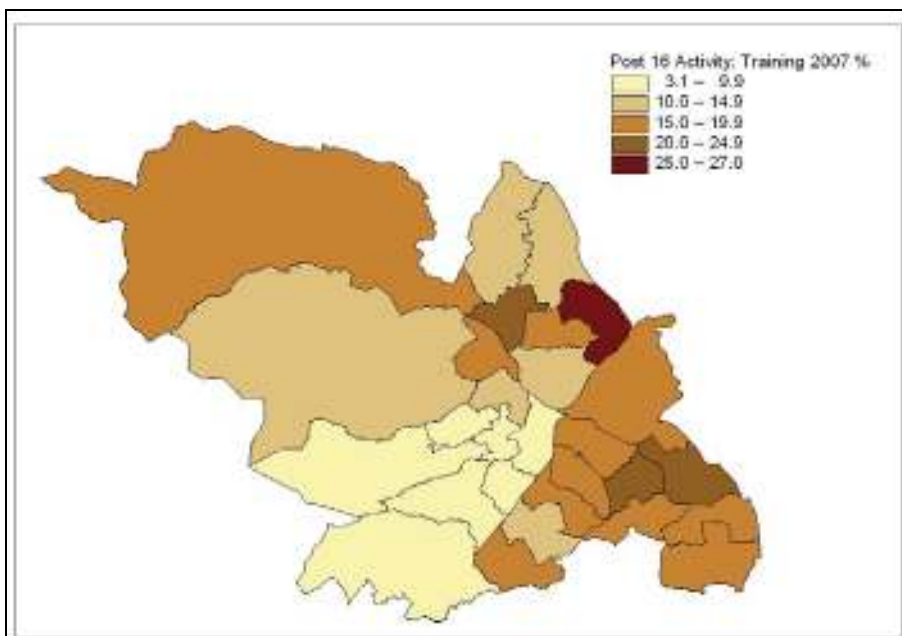 Post 16 Activity: Training 2007 %
3.1 – 9.9
10.0 – 14.9
15.0 – 19.9
20.0 – 24.9
25.0 – 27.0